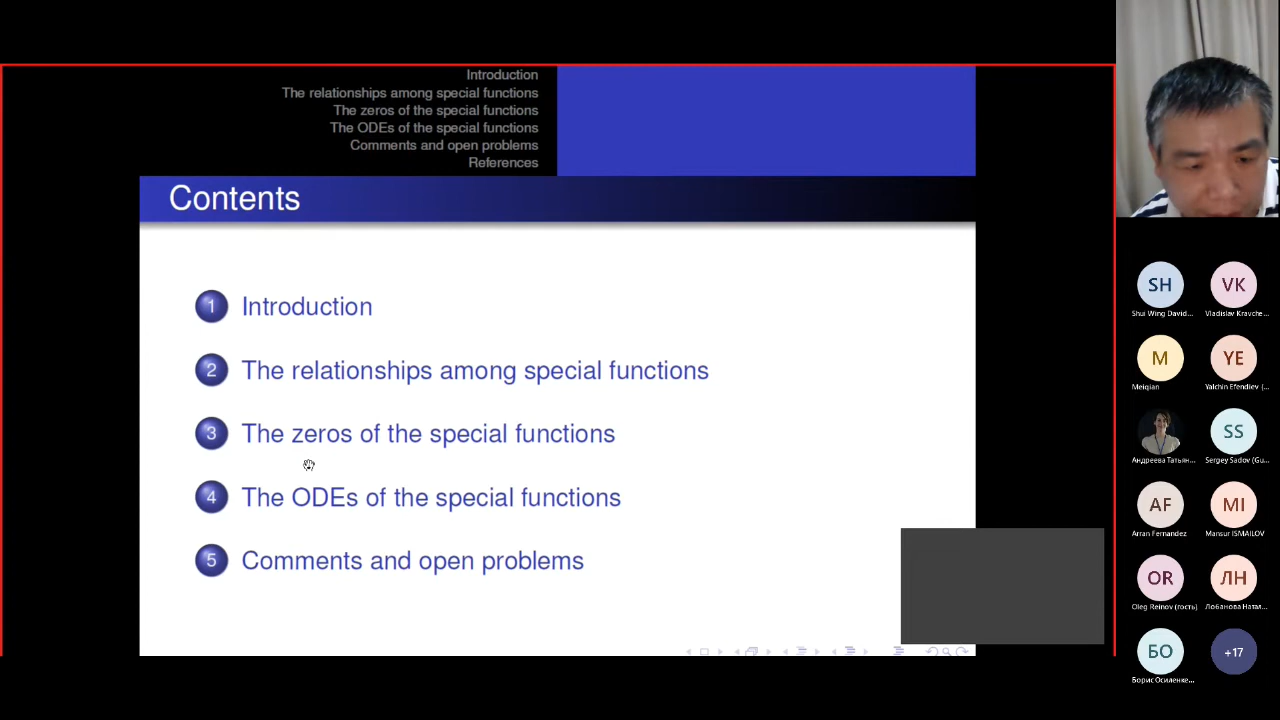 Introduction
The relationships among special functions
The zeros of the special functions
The ODEs of the special functions
Comments and open problems
References
Contents
1 Introduction
2 The relationships among special functions
3 The zeros of the special functions
4 The ODEs of the special functions
5 Comments and open problems
SH
VK
Shui Wing David...
Vladislav Kravche...
M
YE
Meiqian
Yalchin Efendiev (...
SS
Андреева Татьян...
Sergey Sadov (Gu...
AF
MI
Arran Fernandez
Mansur ISMAILOV
OR
ЛН
Oleg Reinov (гость)
Лобанова Натал...
БО
+17
Борис Осиленке...